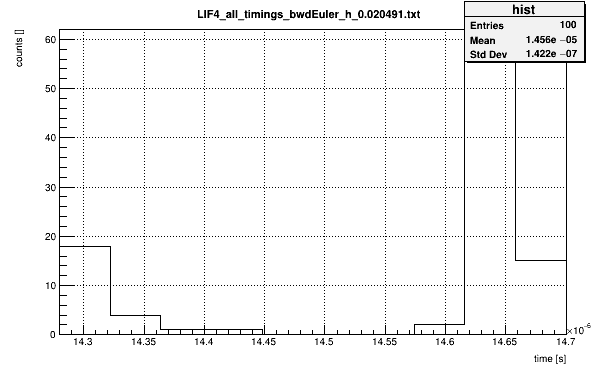 LIF4_all_timings_bwdEuler_h_0.020491.txt
hist
Entries 100
Mean 1.456e −05
Std Dev 1.422e −07
counts []
60
50
40
30
20
10
0
14.3 14.35 14.4 14.45 14.5 14.55 14.6 14.65 14.7
×10⁻⁶
time [s]